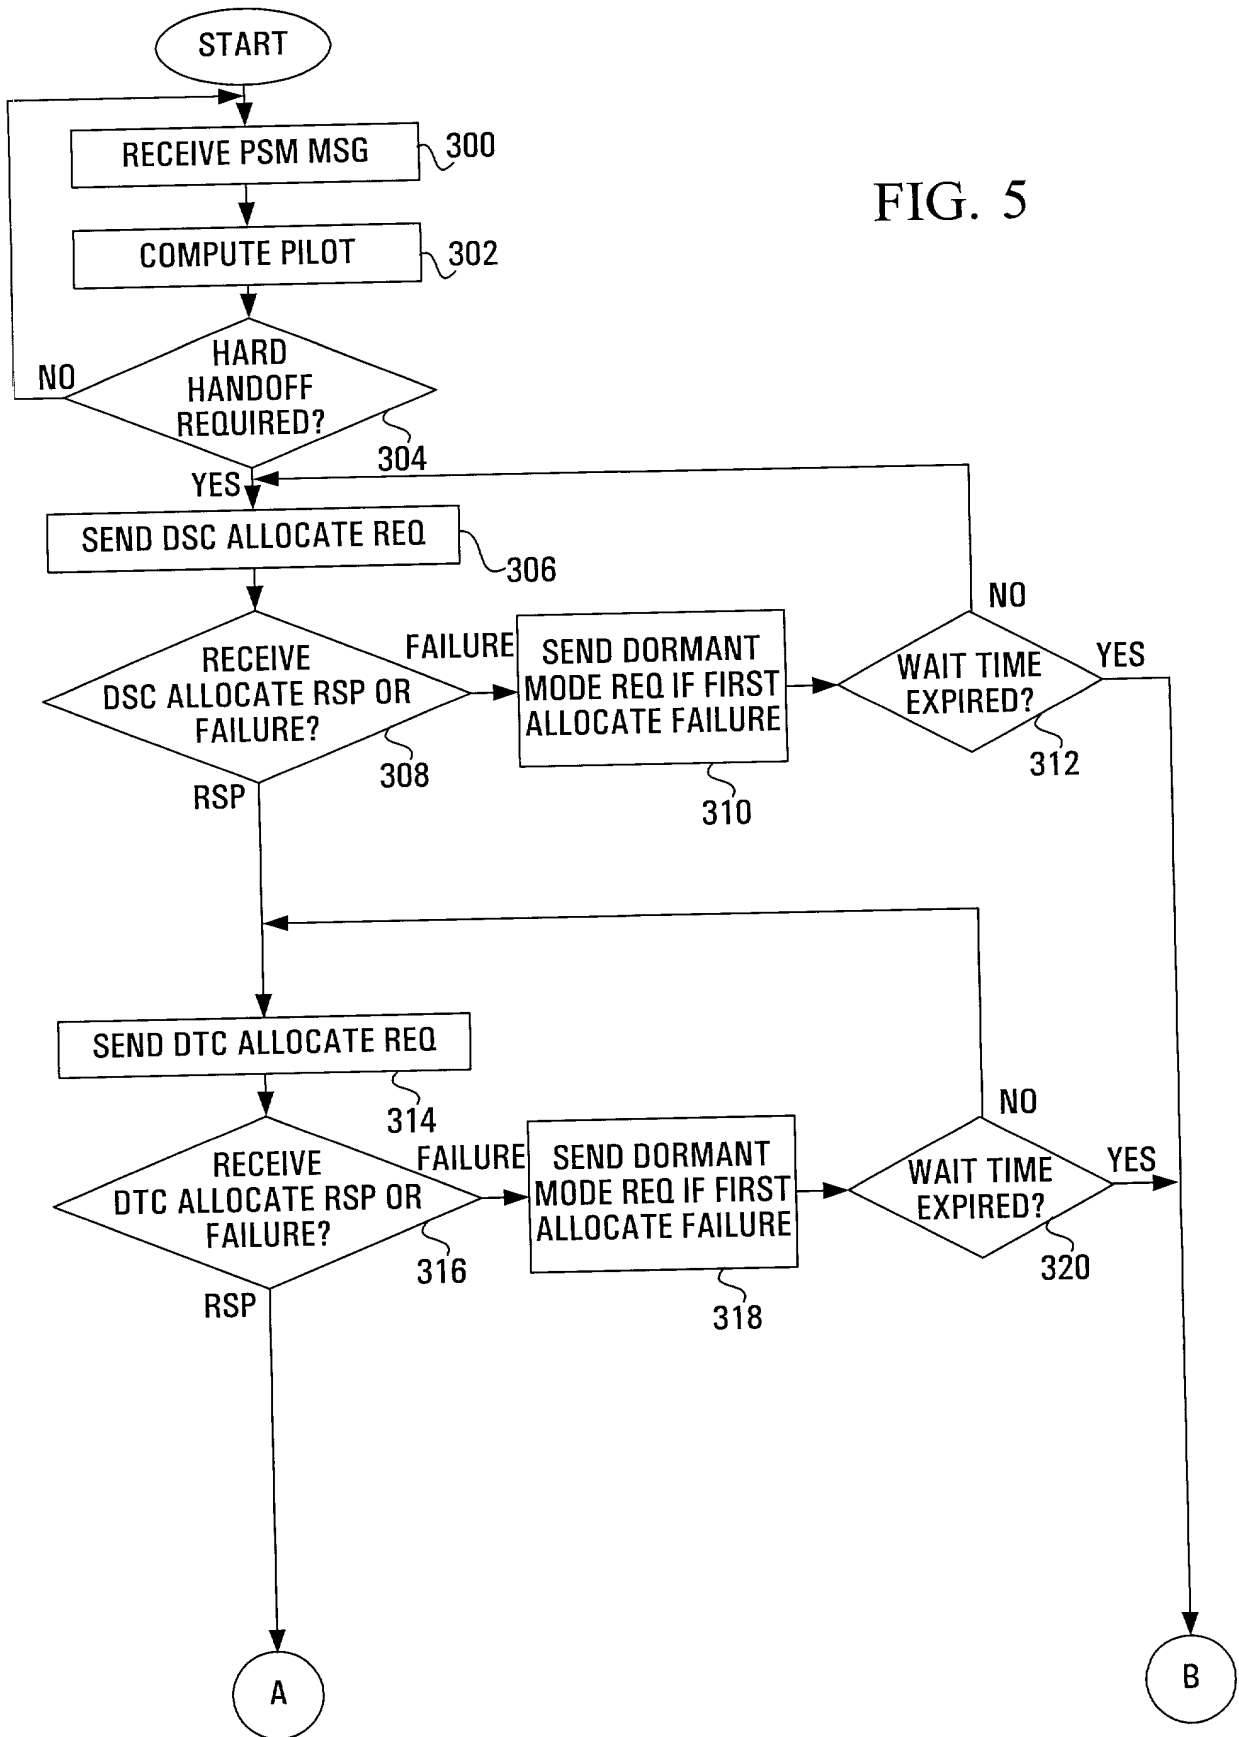 START
RECEIVE PSM MSG
300
FIG. 5
COMPUTE PILOT
302
HARD
HANDOFF
REQUIRED?
NO
304
YES
SEND DSC ALLOCATE REQ
306
RECEIVE
DSC ALLOCATE RSP OR
FAILURE?
308
FAILURE
RSP
SEND DORMANT
MODE REQ IF FIRST
ALLOCATE FAILURE
310
WAIT TIME
EXPIRED?
312
NO
YES
SEND DTC ALLOCATE REQ
314
RECEIVE
DTC ALLOCATE RSP OR
FAILURE?
316
FAILURE
RSP
SEND DORMANT
MODE REQ IF FIRST
ALLOCATE FAILURE
318
WAIT TIME
EXPIRED?
320
NO
YES
A
B